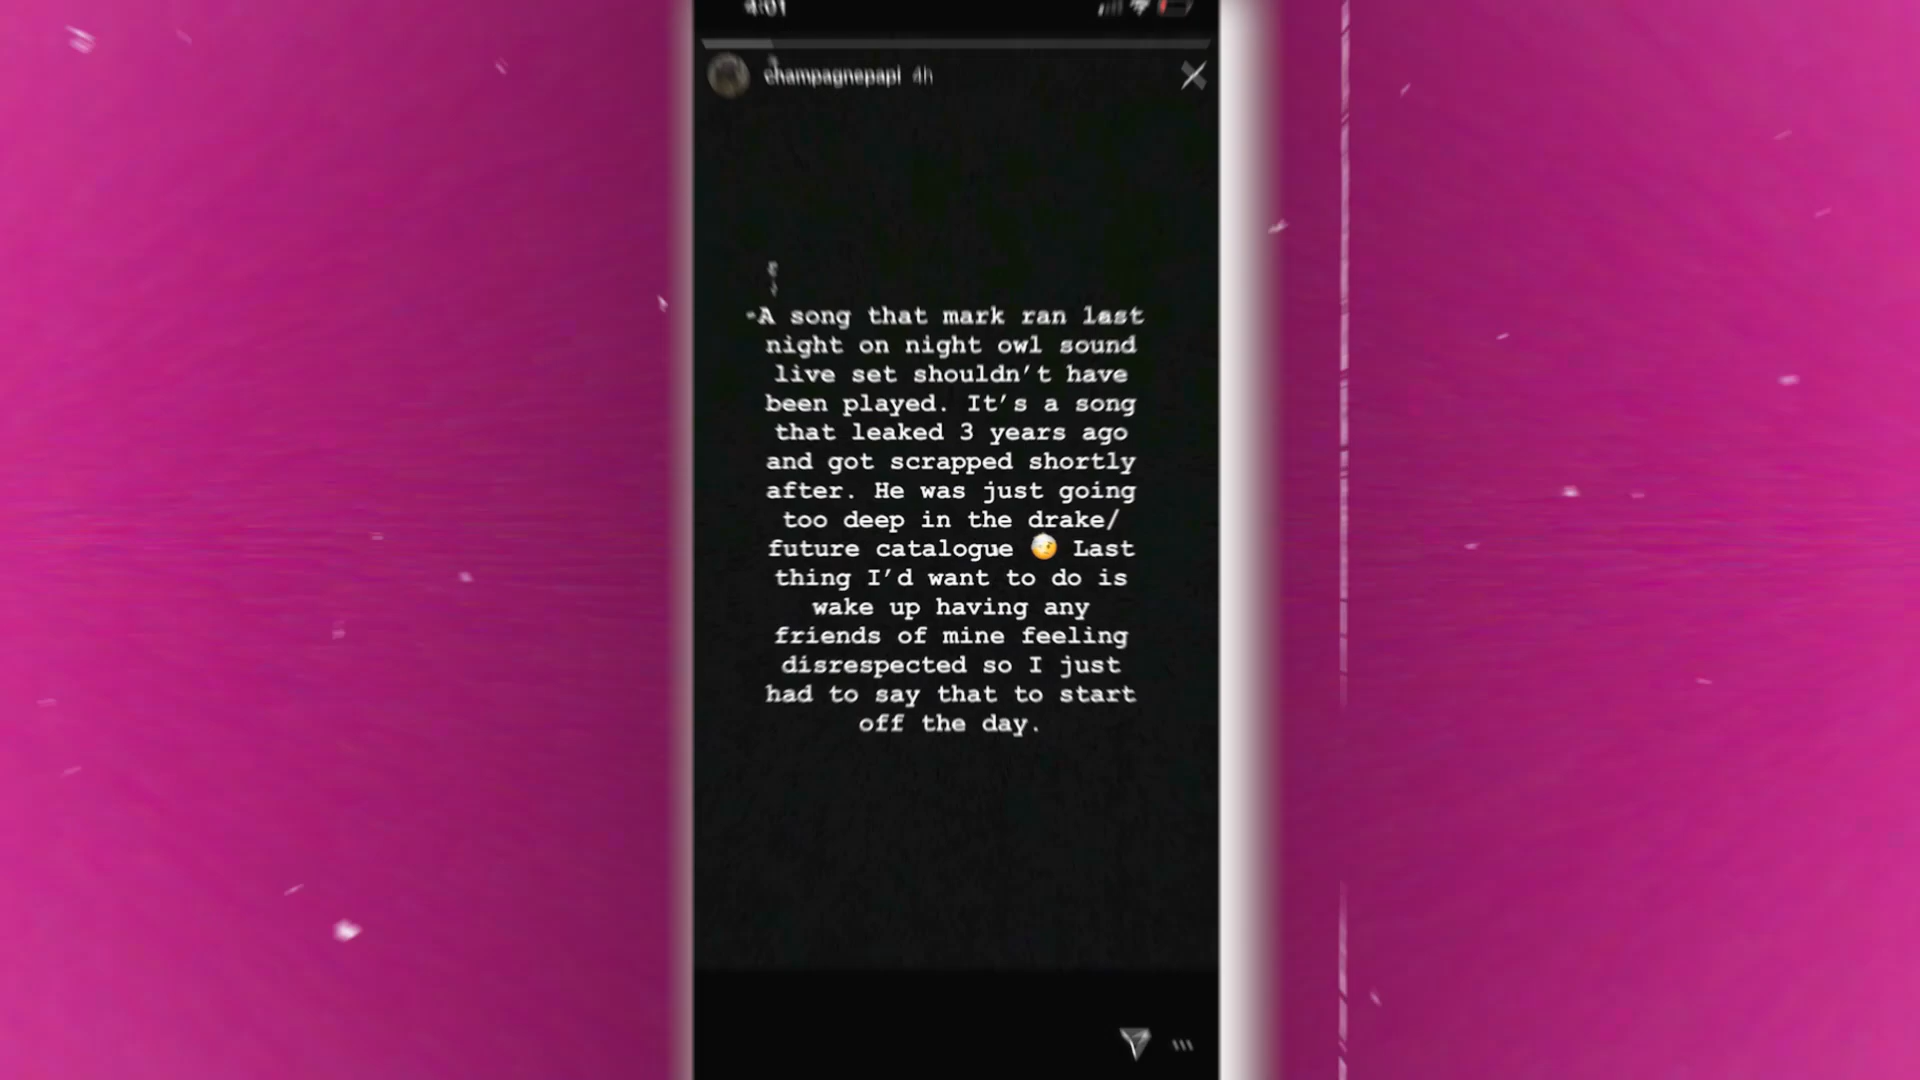 4:01
champagnepapi 4h
A song that mark ran last
night on night owl sound
live set shouldn’t have
been played. It’s a song
that leaked 3 years ago
and got scrapped shortly
after. He was just going
too deep in the drake/
future catalogue 🤕 Last
thing I’d want to do is
wake up having any
friends of mine feeling
disrespected so I just
had to say that to start
off the day.